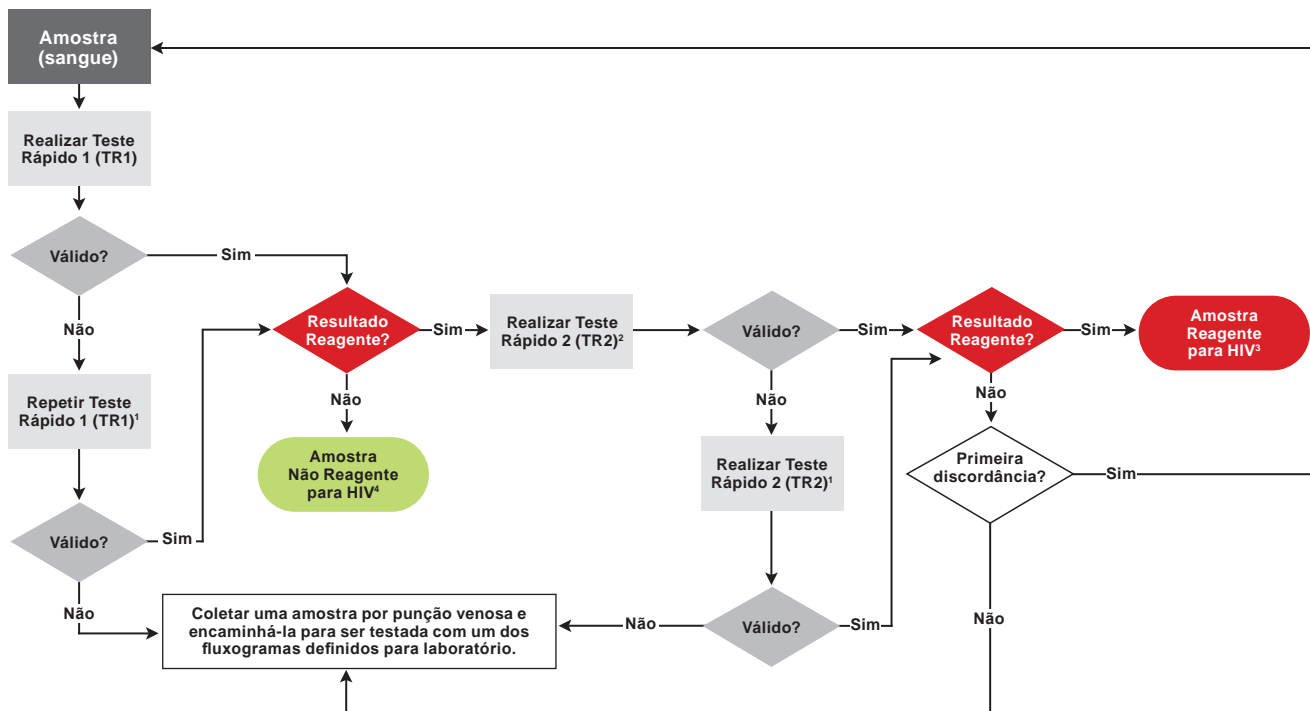 Amostra
(sangue)
Realizar Teste
Rápido 1 (TR1)
Válido?
Sim
Não
Repetir Teste
Rápido 1 (TR1)¹
Válido?
Sim
Não
Resultado
Reagente?
Sim
Não
Amostra
Não Reagente
para HIV⁴
Realizar Teste
Rápido 2 (TR2)²
Válido?
Sim
Não
Realizar Teste
Rápido 2 (TR2)¹
Válido?
Sim
Não
Coletar uma amostra por punção venosa e
encaminhá-la para ser testada com um dos
fluxogramas definidos para laboratório.
Resultado
Reagente?
Sim
Não
Amostra
Reagente
para HIV³
Primeira
discordância?
Sim
Não